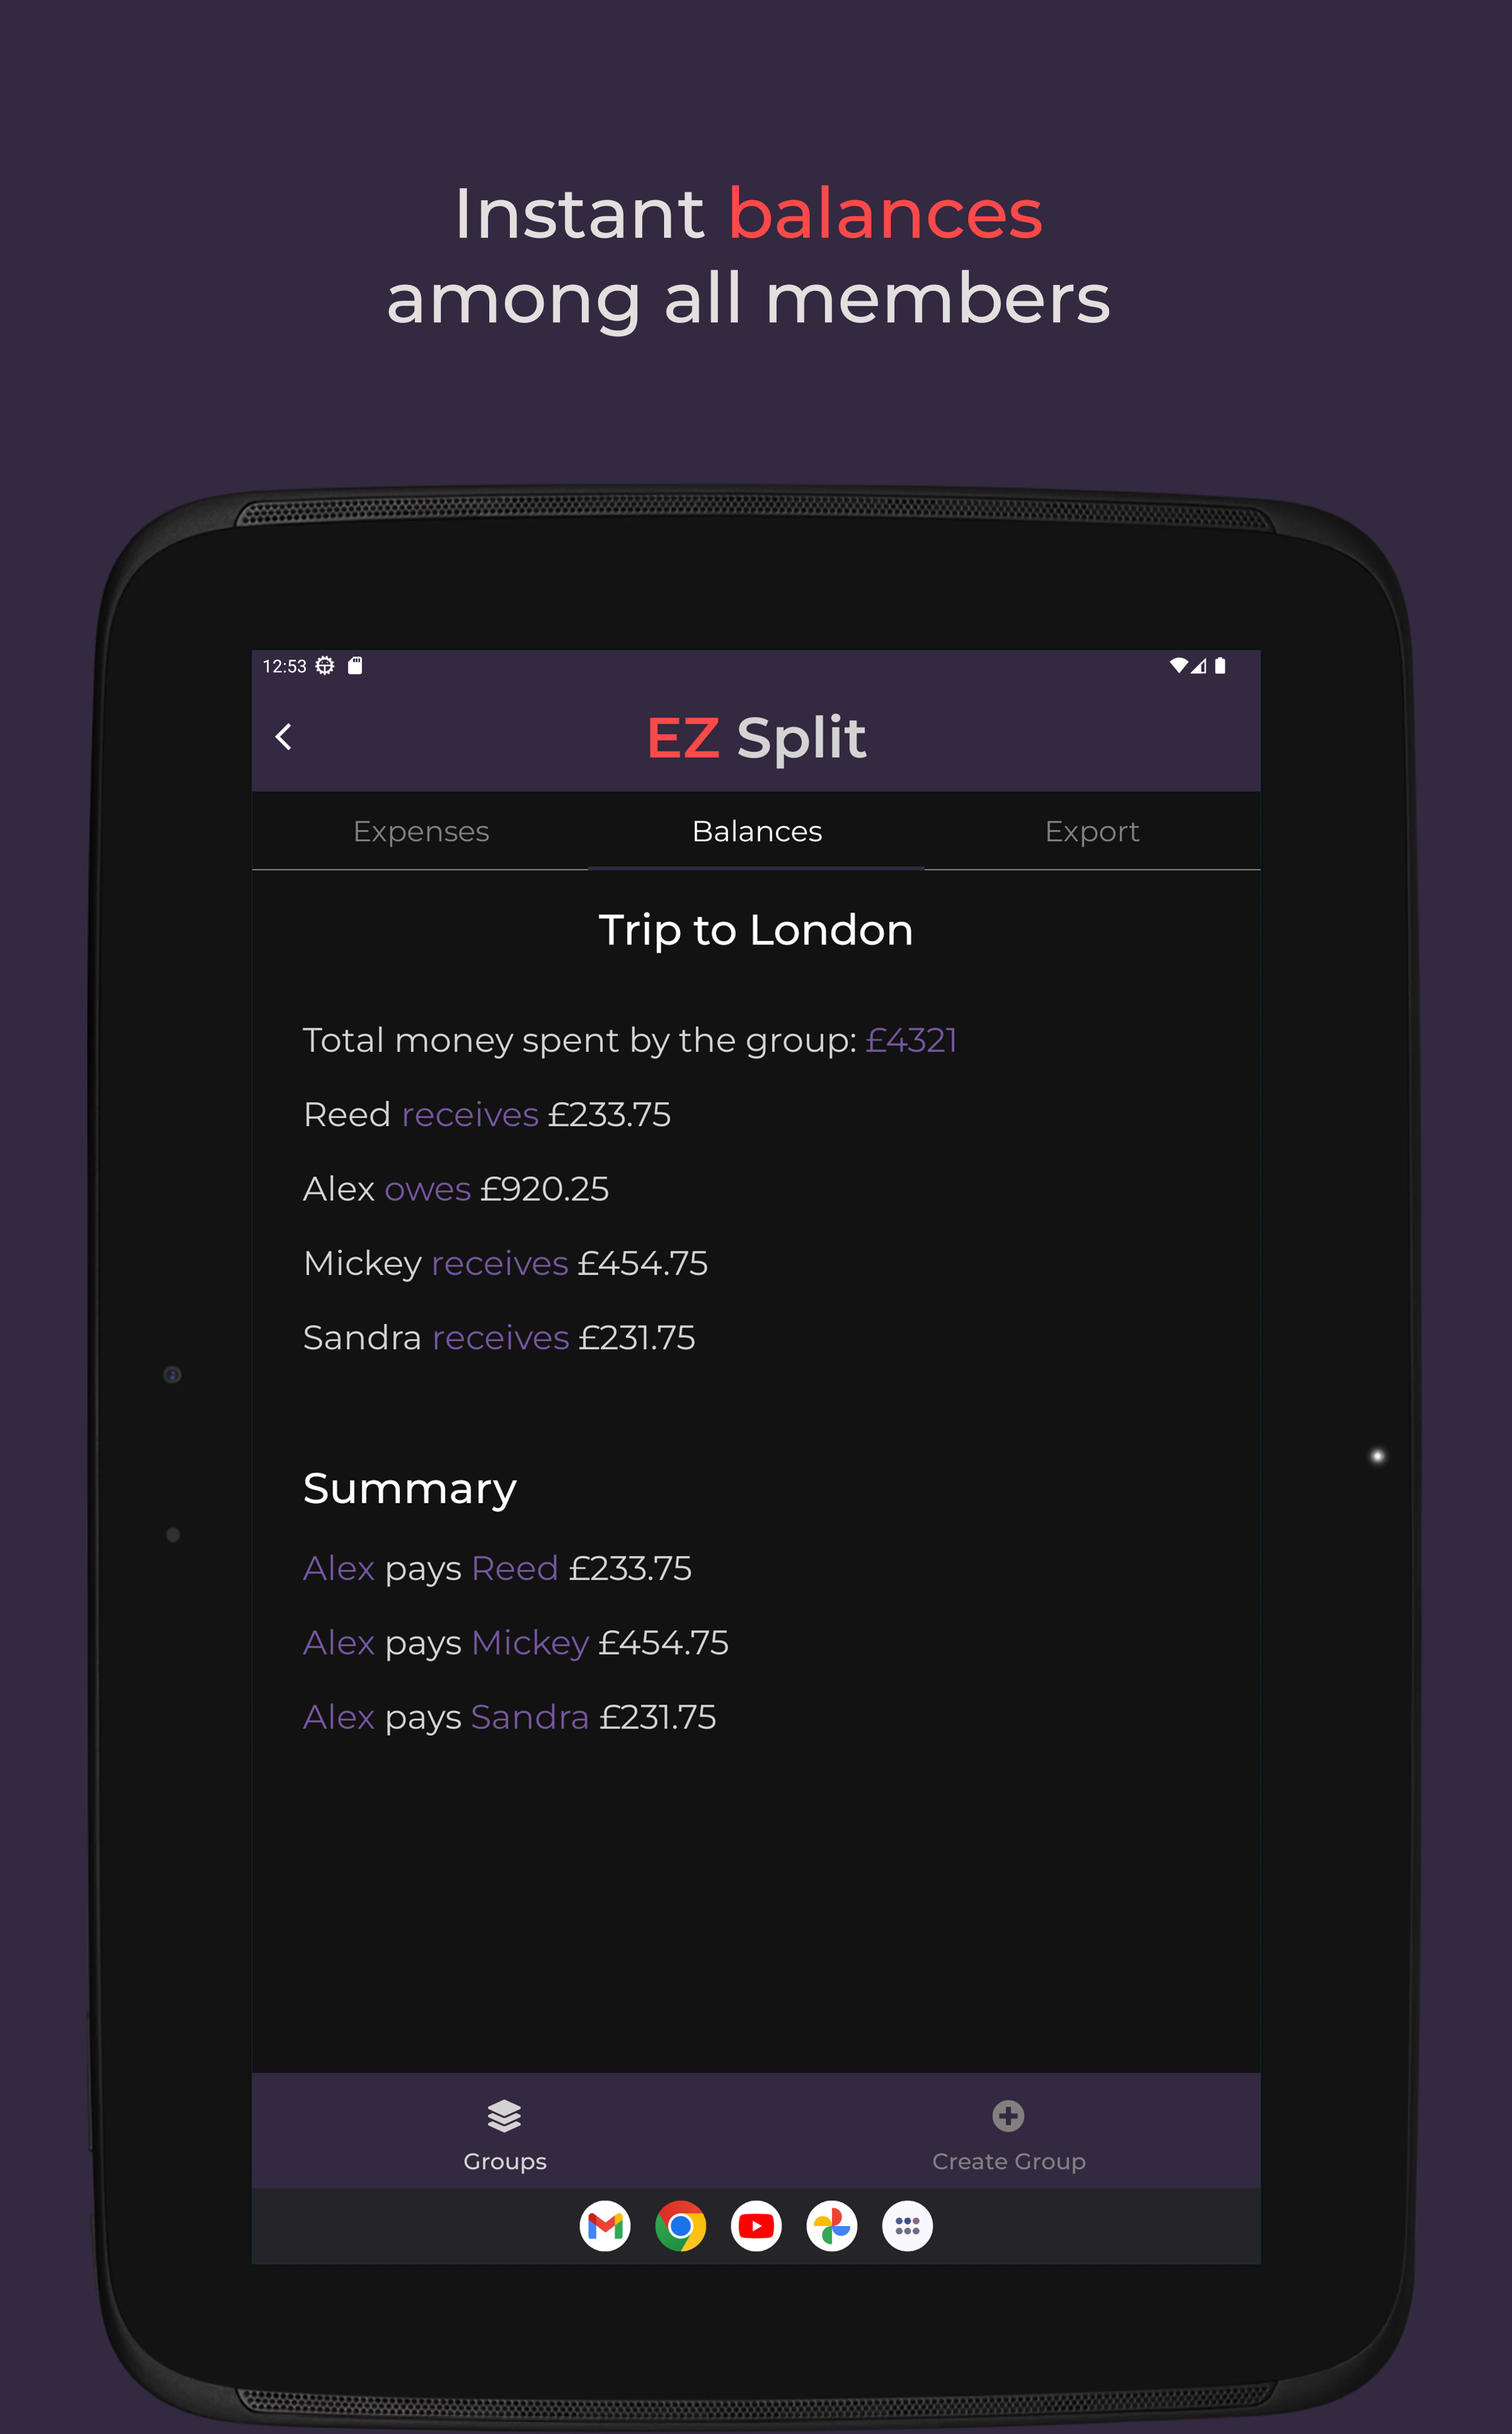 Instant balances
among all members
12:53
EZ Split
Expenses
Balances
Export
Trip to London
Total money spent by the group: £4321
Reed receives £233.75
Alex owes £920.25
Mickey receives £454.75
Sandra receives £231.75
Summary
Alex pays Reed £233.75
Alex pays Mickey £454.75
Alex pays Sandra £231.75
Groups
Create Group